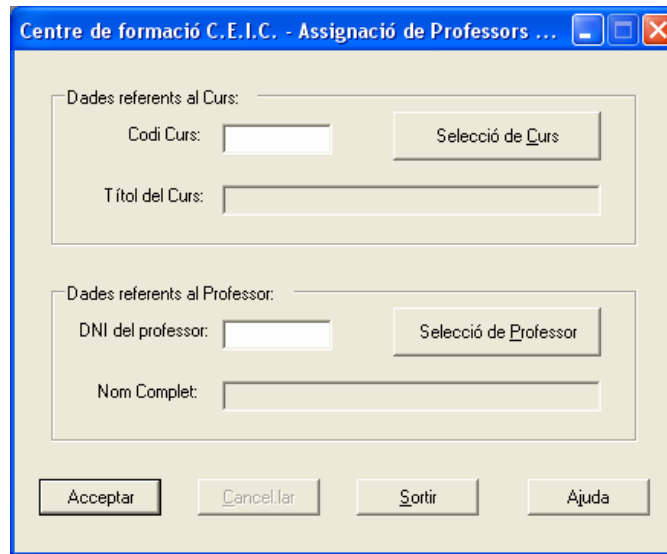 Centre de formació C.E.I.C. - Assignació de Professors ...
Dades referents al Curs:
Codi Curs:
Selecció de Curs
Títol del Curs:
Dades referents al Professor:
DNI del professor:
Selecció de Professor
Nom Complet:
Acceptar Cancel.lar Sortir Ajuda